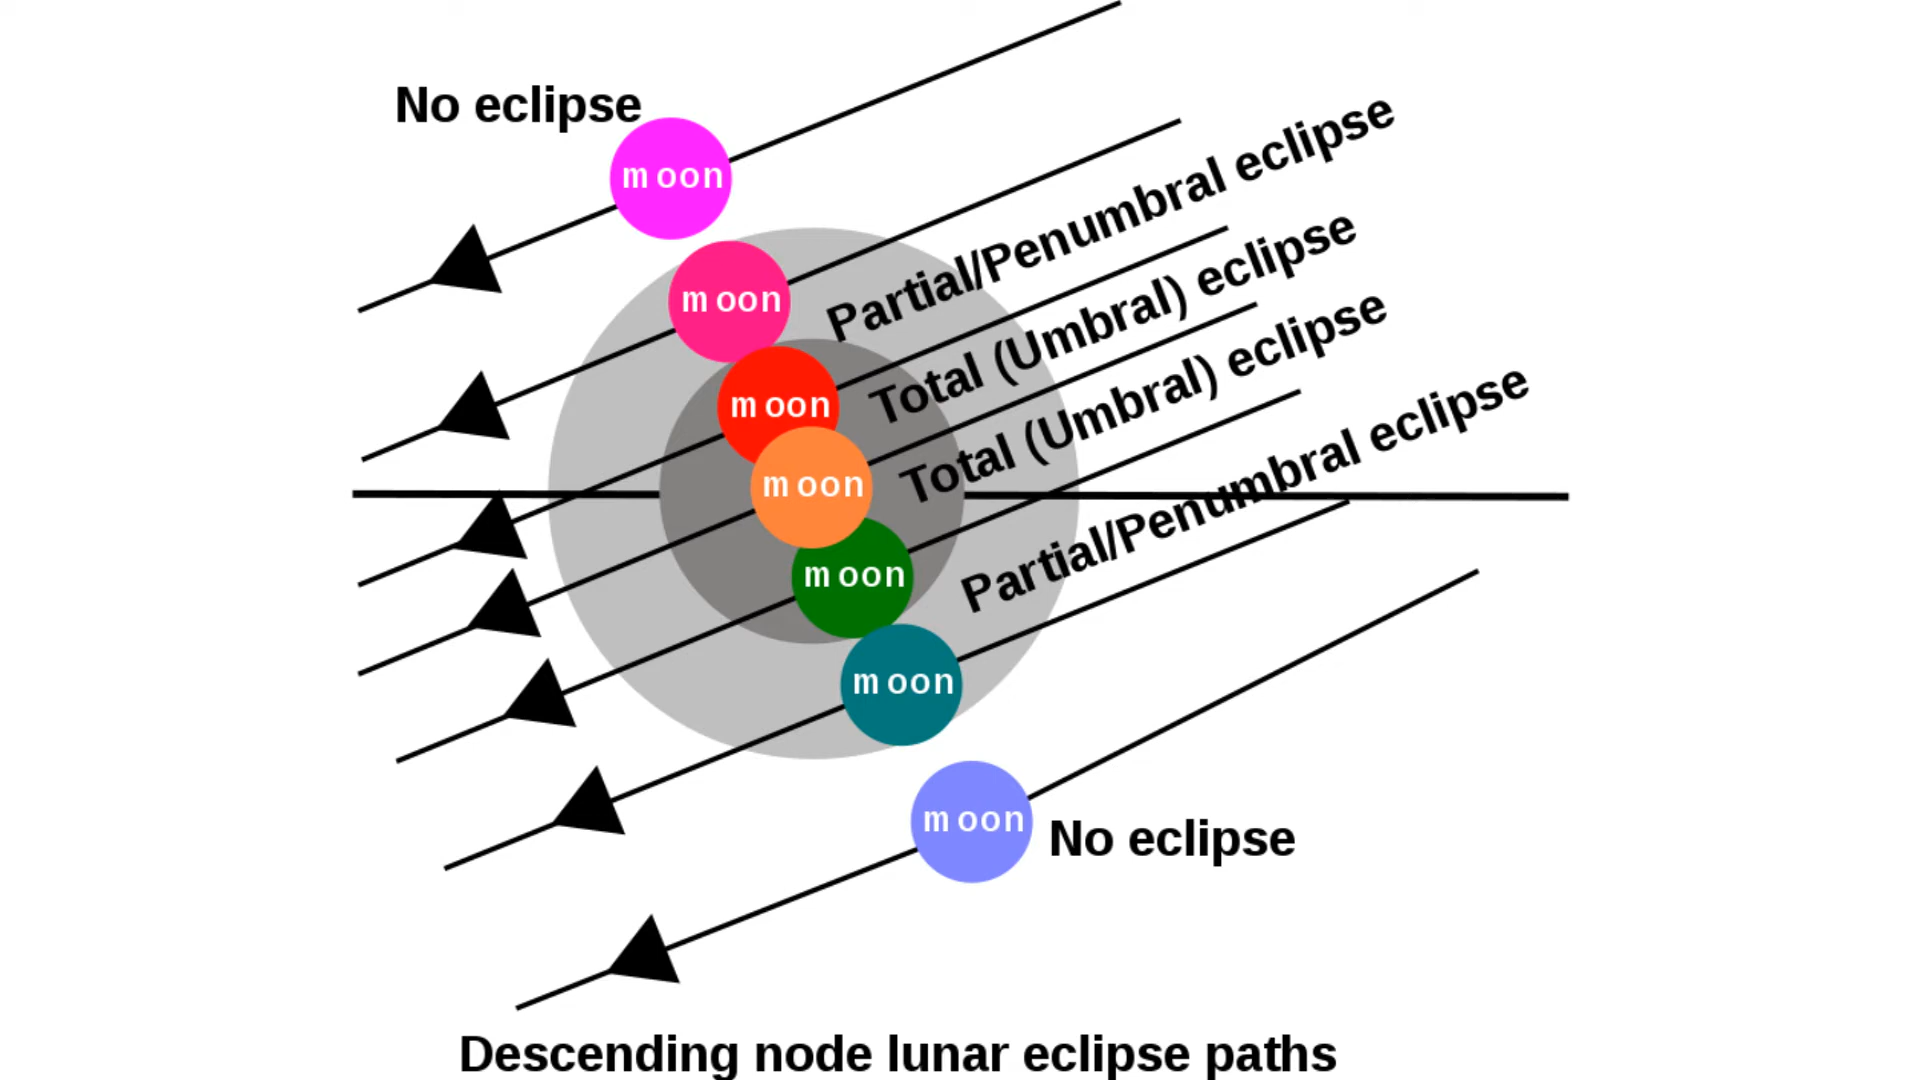 No eclipse
moon
Partial/Penumbral eclipse
moon
Total (Umbral) eclipse
moon
Total (Umbral) eclipse
moon
Partial/Penumbral eclipse
moon
moon
moon
No eclipse
Descending node lunar eclipse paths